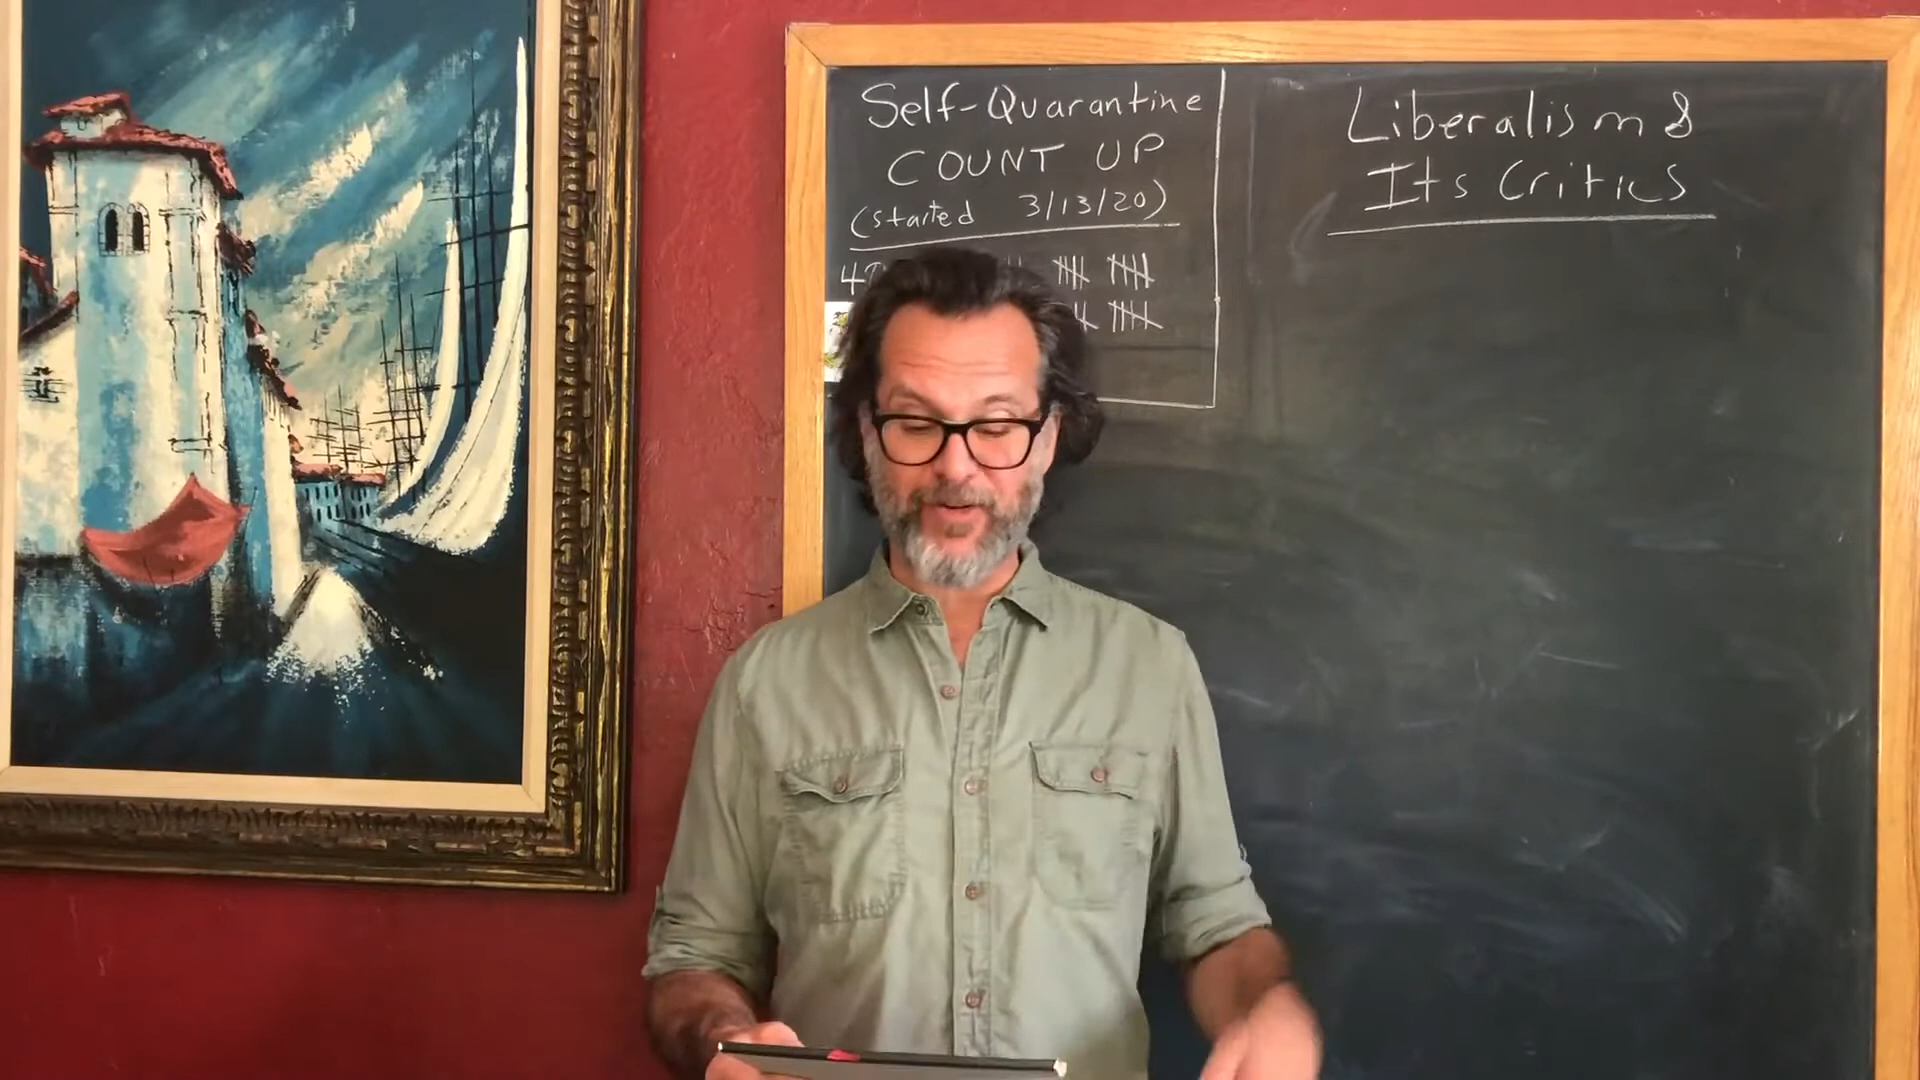 Self-Quarantine
COUNT UP
(started 3/13/20)
Liberalism &
Its Critics